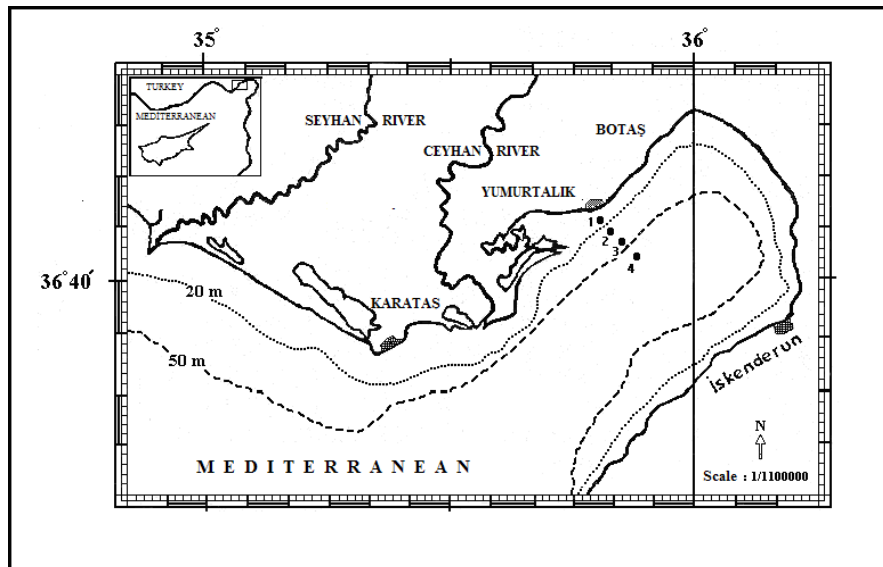 35°
36°
TURKEY
MEDITERRANEAN
SEYHAN RIVER
BOTAŞ
CEYHAN RIVER
YUMURTALIK
1
2
3
4
36°40'
20 m
KARATAS
50 m
İskenderun
N
MEDITERRANEAN
Scale : 1/1100000